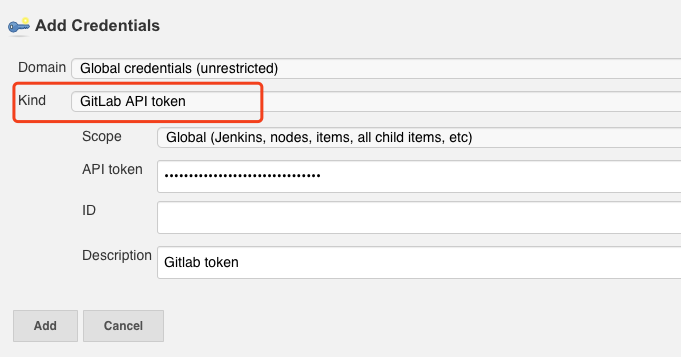 Add Credentials
Domain Global credentials (unrestricted)
Kind GitLab API token
Scope Global (Jenkins, nodes, items, all child items, etc)
API token ••••••••••••••••••••••••••••••••
ID
Description Gitlab token
Add Cancel